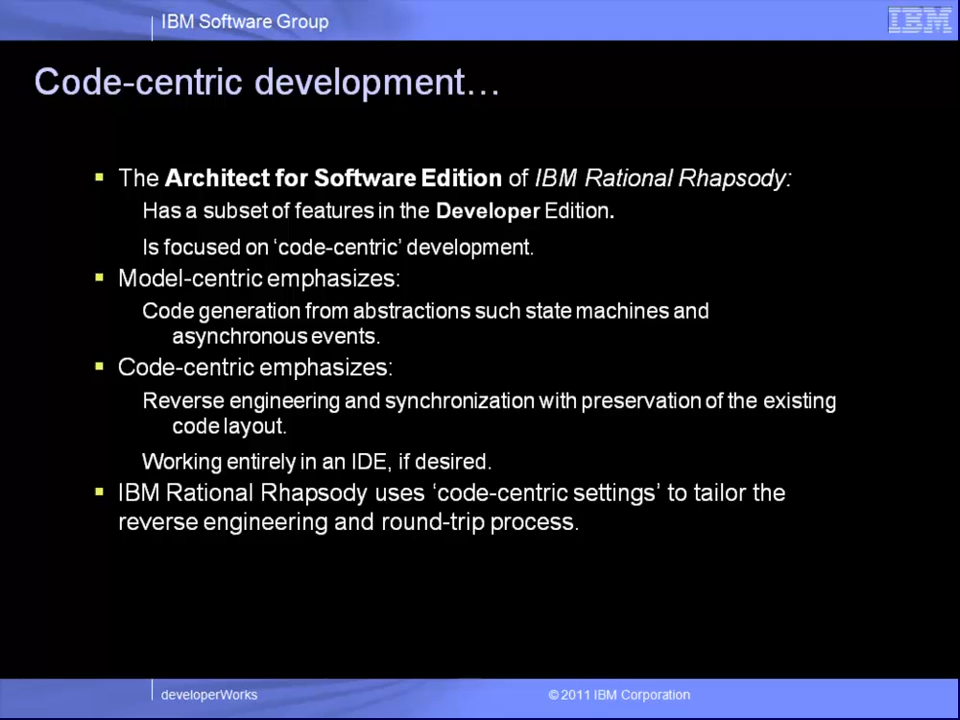 IBM Software Group
IBM
Code-centric development…
▪ The Architect for Software Edition of IBM Rational Rhapsody:
Has a subset of features in the Developer Edition.
Is focused on ‘code-centric’ development.
▪ Model-centric emphasizes:
Code generation from abstractions such state machines and
asynchronous events.
▪ Code-centric emphasizes:
Reverse engineering and synchronization with preservation of the existing
code layout.
Working entirely in an IDE, if desired.
▪ IBM Rational Rhapsody uses ‘code-centric settings’ to tailor the
reverse engineering and round-trip process.
developerWorks
© 2011 IBM Corporation